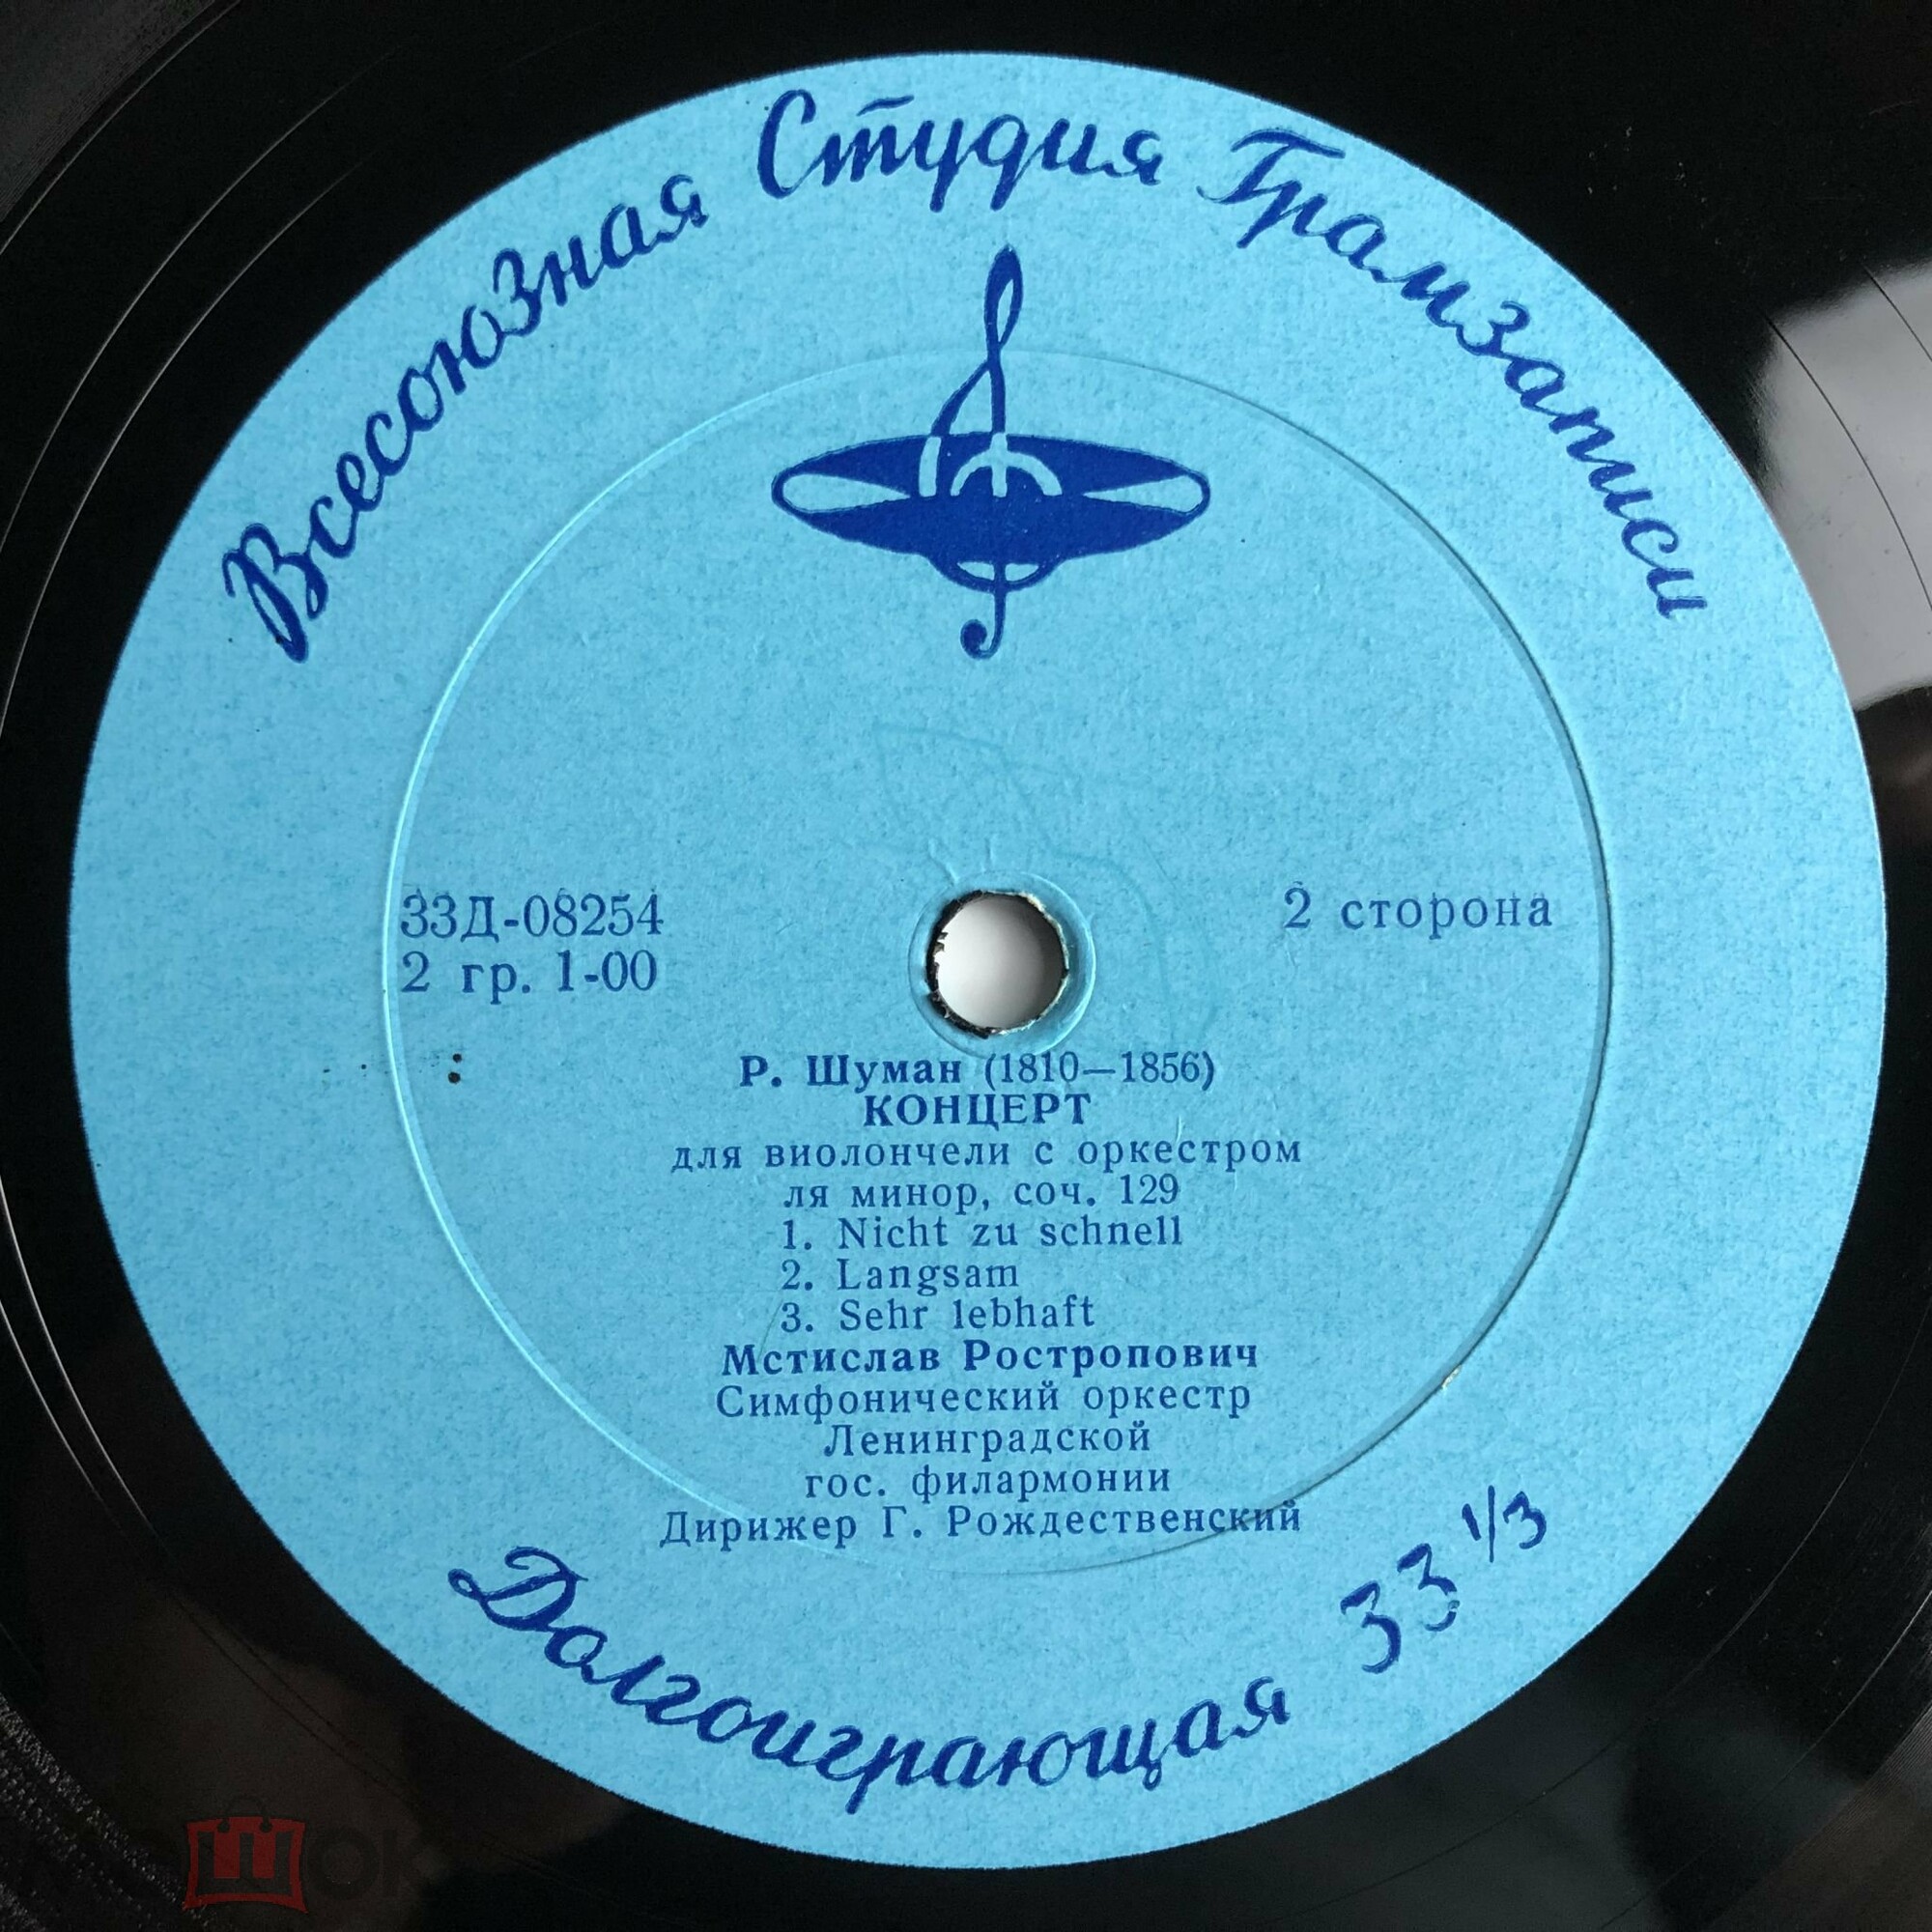 Всесоюзная Студия Грамзаписи
33Д-08254
2 гр. 1-00
2 сторона
Р. Шуман (1810—1856)
КОНЦЕРТ
для виолончели с оркестром
ля минор, соч. 129
1. Nicht zu schnell
2. Langsam
3. Sehr lebhaft
Мстислав Ростропович
Симфонический оркестр
Ленинградской
гос. филармонии
Дирижер Г. Рождественский
Долгоиграющая 33 1/3
мешок